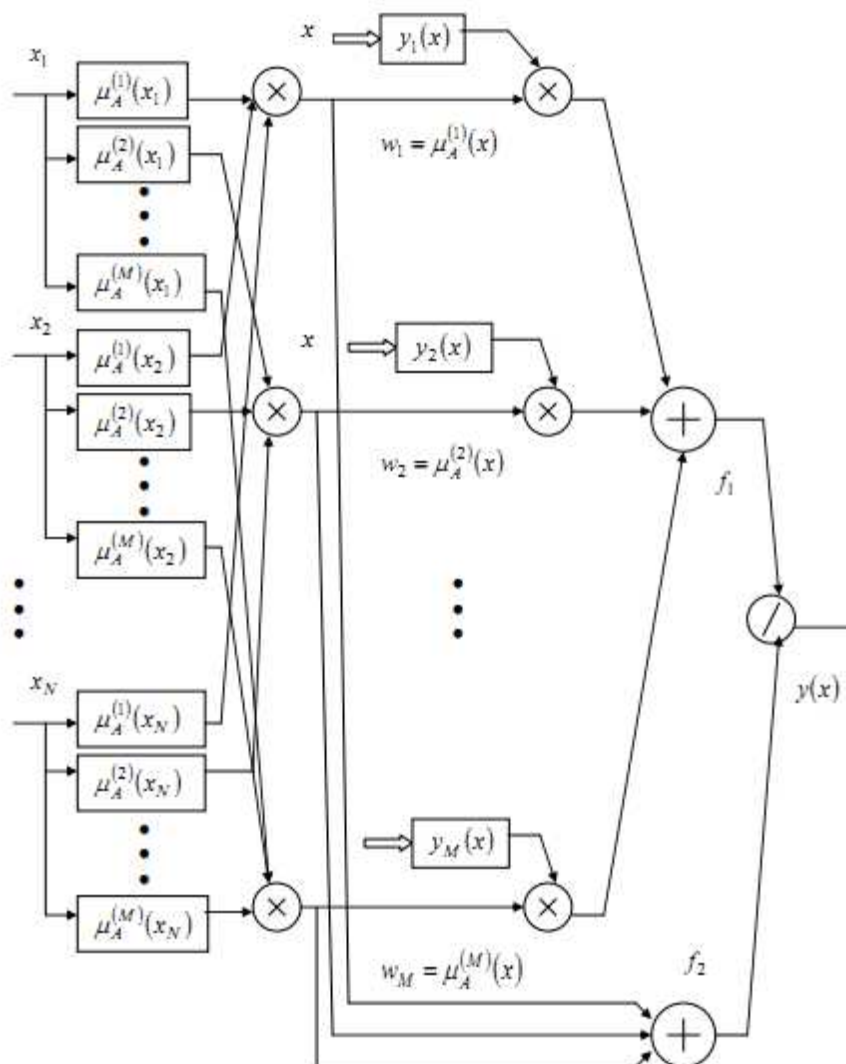 x₁
μ_A^(1)(x₁)
μ_A^(2)(x₁)
μ_A^(M)(x₁)
x₂
μ_A^(1)(x₂)
μ_A^(2)(x₂)
μ_A^(M)(x₂)
x_N
μ_A^(1)(x_N)
μ_A^(2)(x_N)
μ_A^(M)(x_N)
×
×
×
x
y₁(x)
×
w₁ = μ_A^(1)(x)
x
y₂(x)
×
w₂ = μ_A^(2)(x)
y_M(x)
×
w_M = μ_A^(M)(x)
+
f₁
f₂
+
/
y(x)